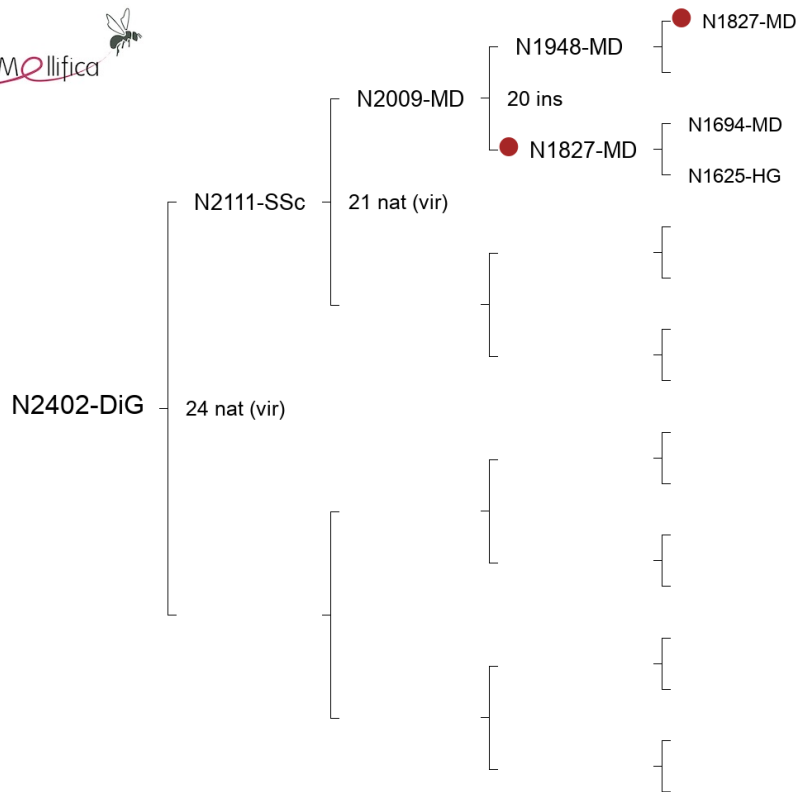 Mellifica
N1827-MD
N1948-MD
N2009-MD
20 ins
N1694-MD
N1827-MD
N1625-HG
N2111-SSc
21 nat (vir)
N2402-DiG
24 nat (vir)